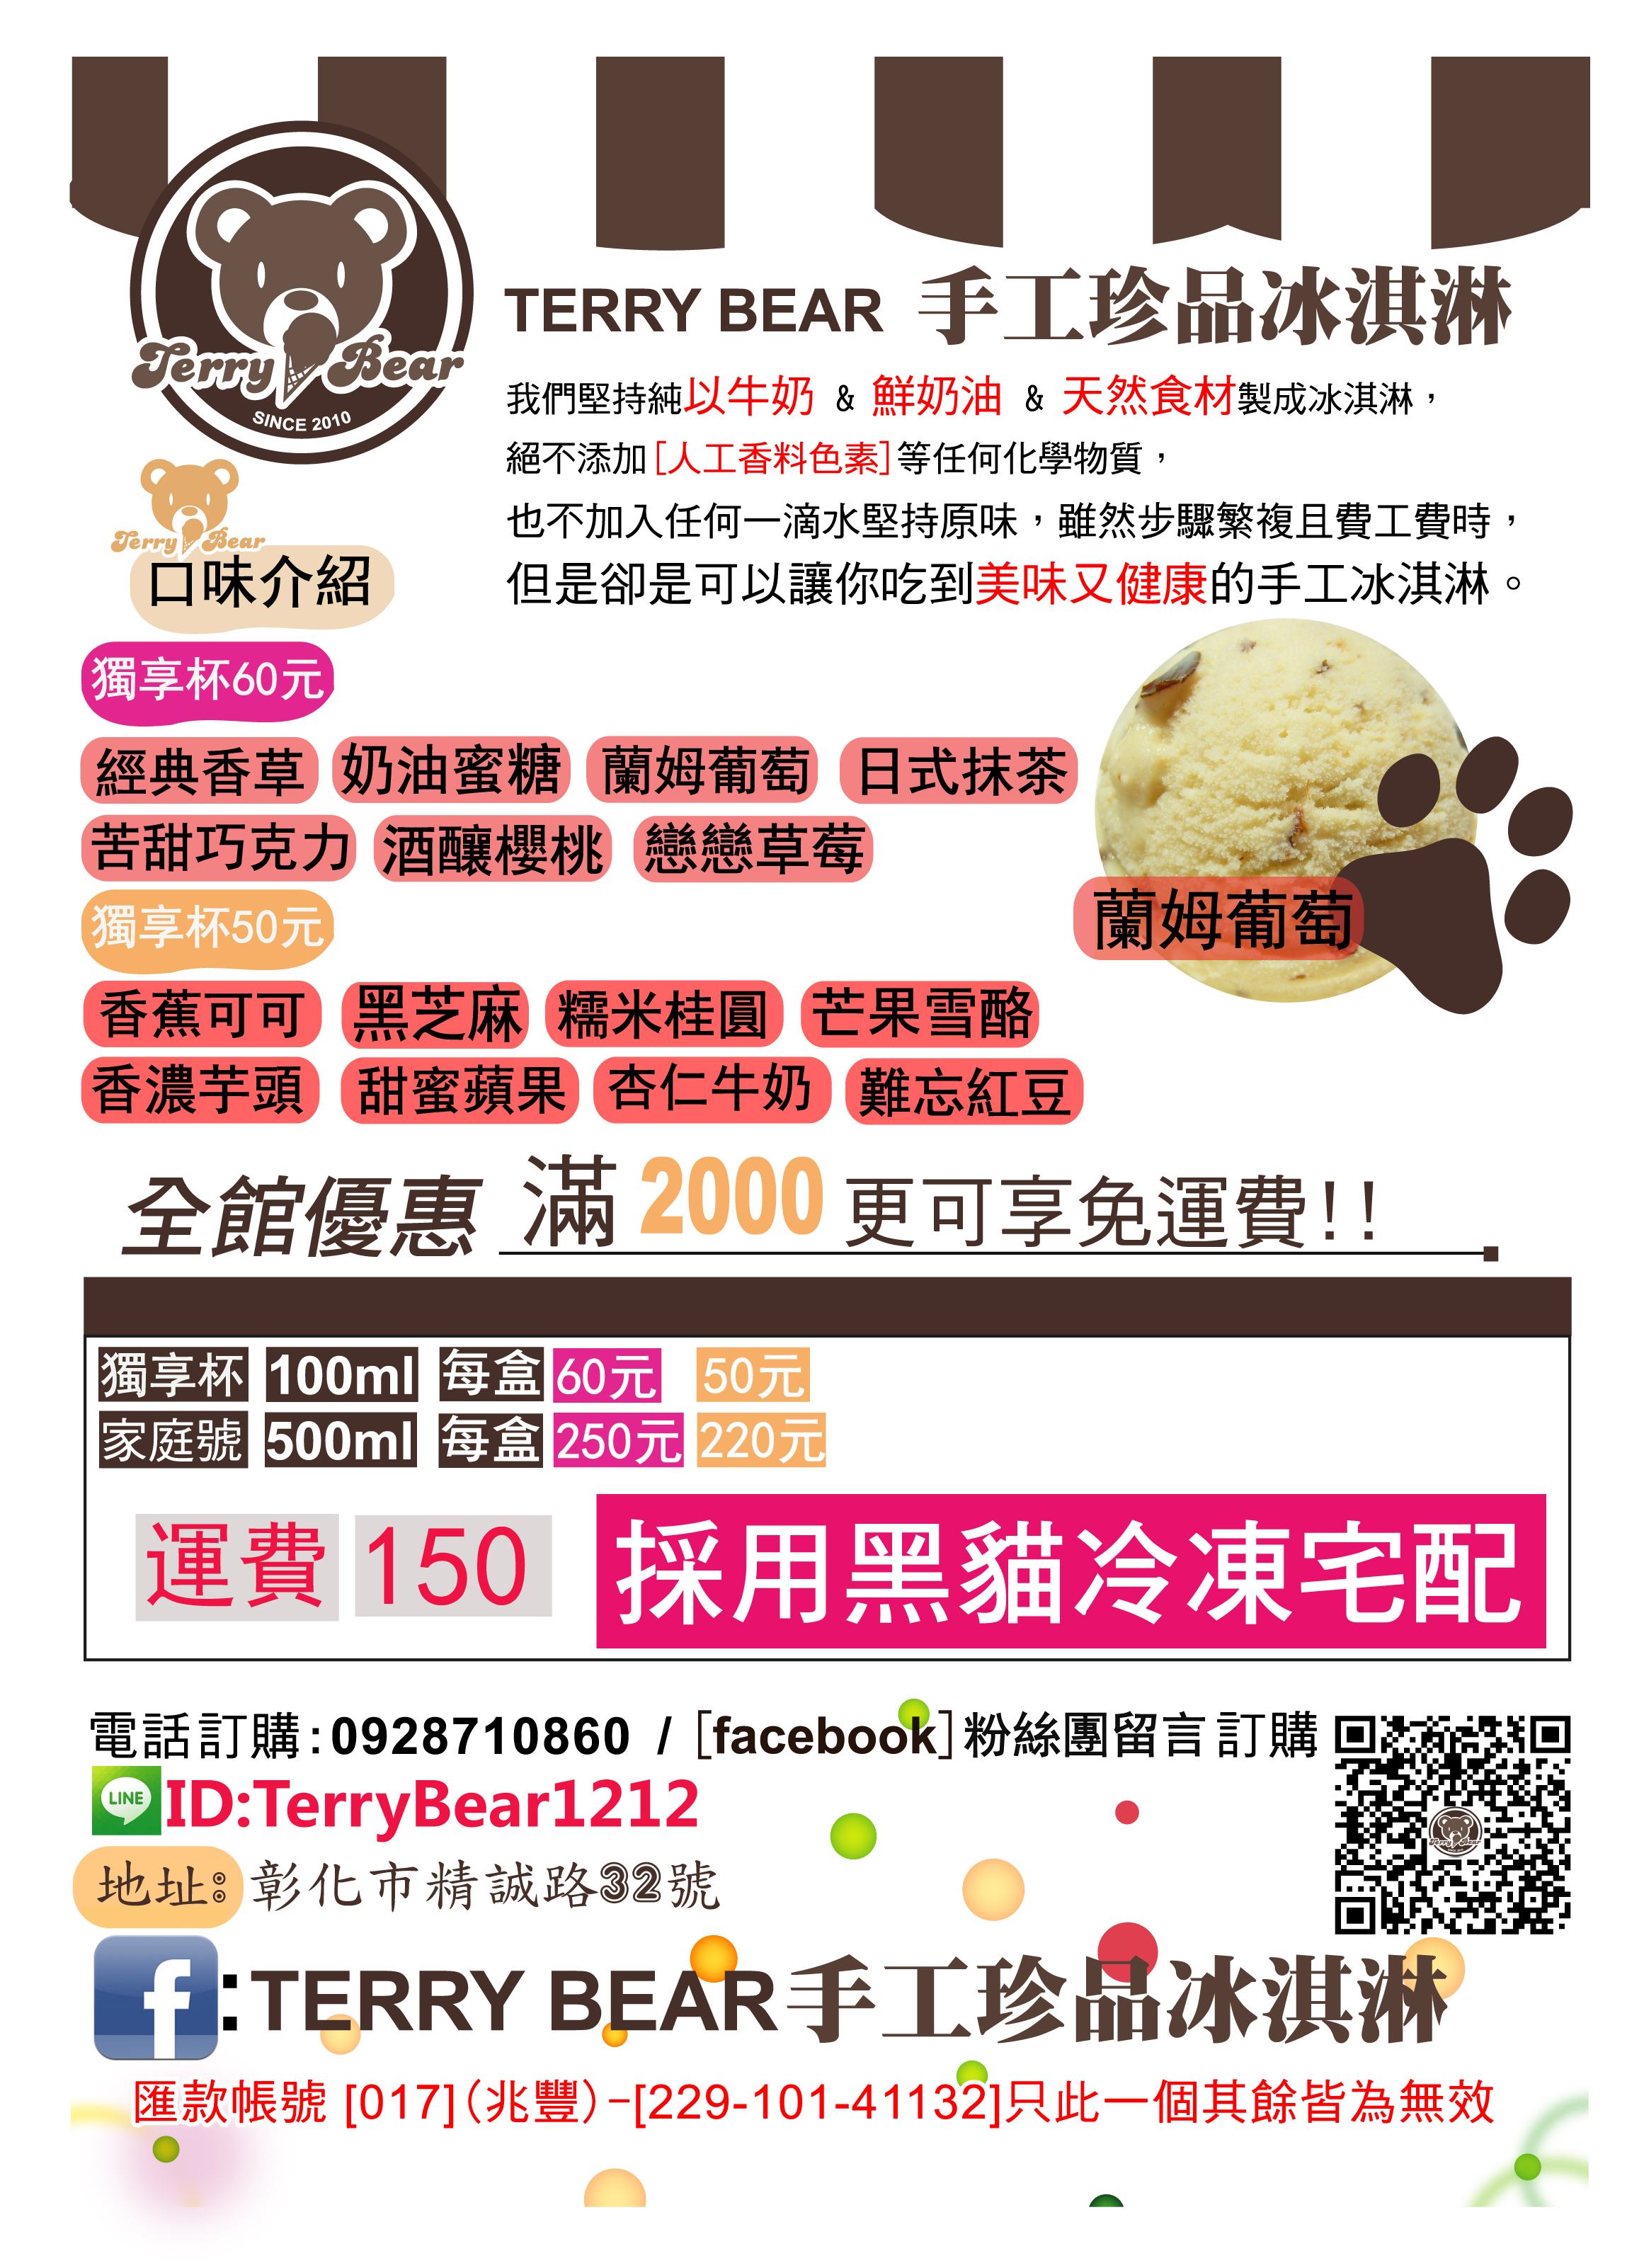 Terry Bear
SINCE 2010
TERRY BEAR 手工珍品冰淇淋
我們堅持純以牛奶 & 鮮奶油 & 天然食材製成冰淇淋，
絕不添加[人工香料色素]等任何化學物質，
也不加入任何一滴水堅持原味，雖然步驟繁複且費工費時，
但是卻是可以讓你吃到美味又健康的手工冰淇淋。
Terry Bear
口味介紹
獨享杯60元
經典香草 奶油蜜糖 蘭姆葡萄 日式抹茶
苦甜巧克力 酒釀櫻桃 戀戀草莓
蘭姆葡萄
獨享杯50元
香蕉可可 黑芝麻 糯米桂圓 芒果雪酪
香濃芋頭 甜蜜蘋果 杏仁牛奶 難忘紅豆
全館優惠 滿 2000 更可享免運費!!
獨享杯 100ml 每盒 60元 50元
家庭號 500ml 每盒 250元 220元
運費 150 採用黑貓冷凍宅配
電話訂購:0928710860 / [facebook]粉絲團留言訂購
LINE ID:TerryBear1212
地址: 彰化市精誠路32號
Terry Bear
f :TERRY BEAR手工珍品冰淇淋
匯款帳號 [017](兆豐)-[229-101-41132]只此一個其餘皆為無效